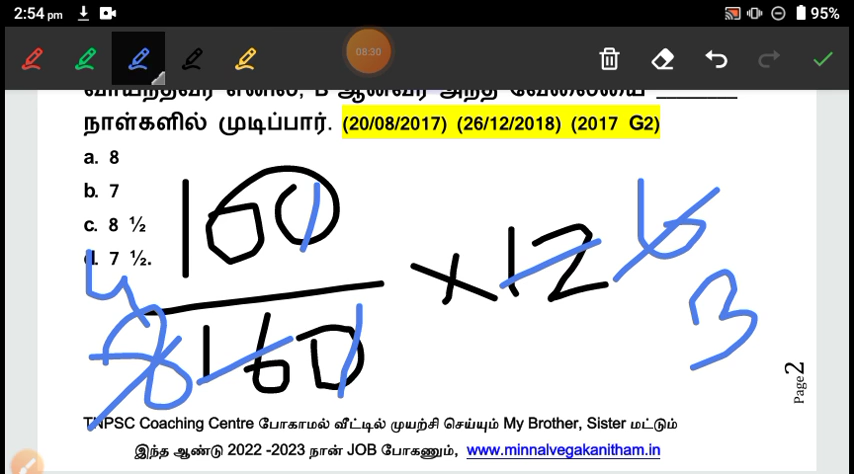 2:54 pm 95%
08:30
நாள்களில் முடிப்பார். (20/08/2017) (26/12/2018) (2017 G2)
a. 8
b. 7
c. 8 ½
d. 7 ½.
100 × 12 6 3
4 8 160
Page 2
TNPSC Coaching Centre போகாமல் வீட்டில் முயற்சி செய்யும் My Brother, Sister மட்டும்
இந்த ஆண்டு 2022 -2023 நான் JOB போகணும், www.minnalvegakanitham.in